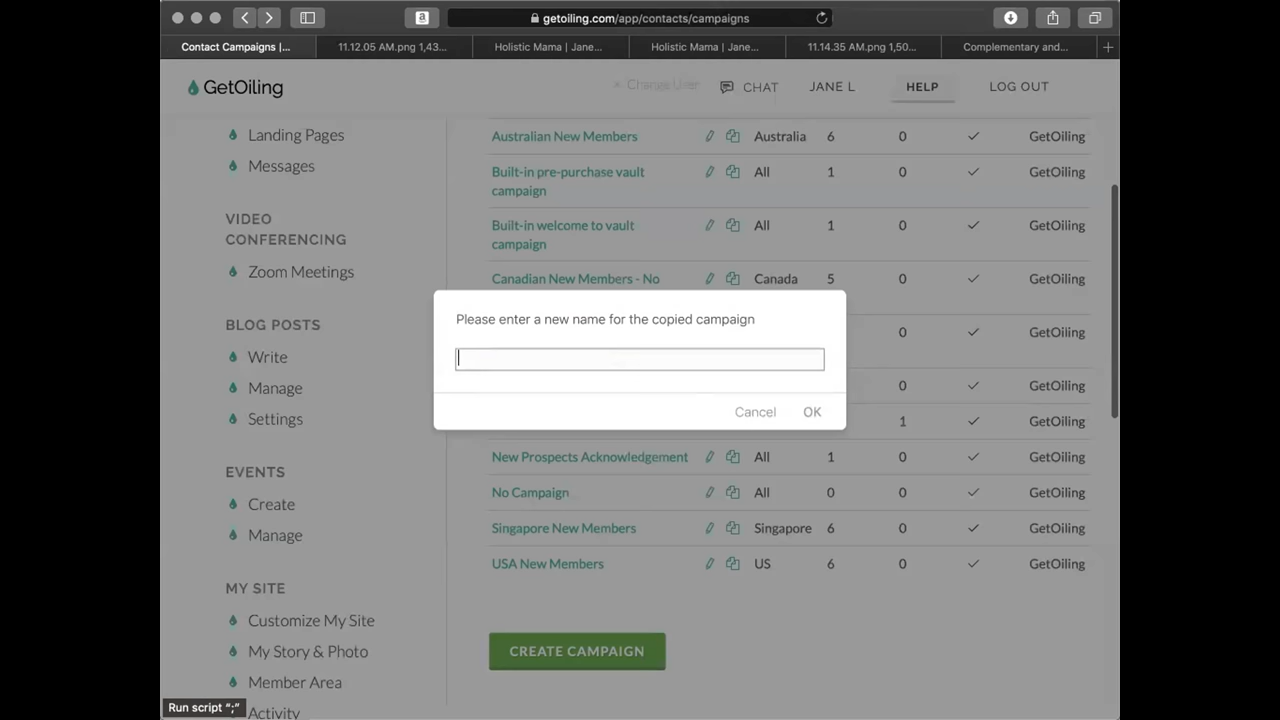 getoiling.com/app/contacts/campaigns
Contact Campaigns |...
11.12.05 AM.png 1,43...
Holistic Mama | Jane...
Holistic Mama | Jane...
11.14.35 AM.png 1,50...
Complementary and...
GetOiling
Change User
CHAT
JANE L
HELP
LOG OUT
Landing Pages
Messages
VIDEO
CONFERENCING
Zoom Meetings
BLOG POSTS
Write
Manage
Settings
EVENTS
Create
Manage
MY SITE
Customize My Site
My Story & Photo
Member Area
Activity
Australian New Members Australia 6 0 GetOiling
Built-in pre-purchase vault All 1 0 GetOiling
campaign
Built-in welcome to vault All 1 0 GetOiling
campaign
Canadian New Members - No Canada 5 0 GetOiling
0 GetOiling
0 GetOiling
1 GetOiling
New Prospects Acknowledgement All 1 0 GetOiling
No Campaign All 0 0 GetOiling
Singapore New Members Singapore 6 0 GetOiling
USA New Members US 6 0 GetOiling
CREATE CAMPAIGN
Please enter a new name for the copied campaign
Cancel
OK
Run script ";"